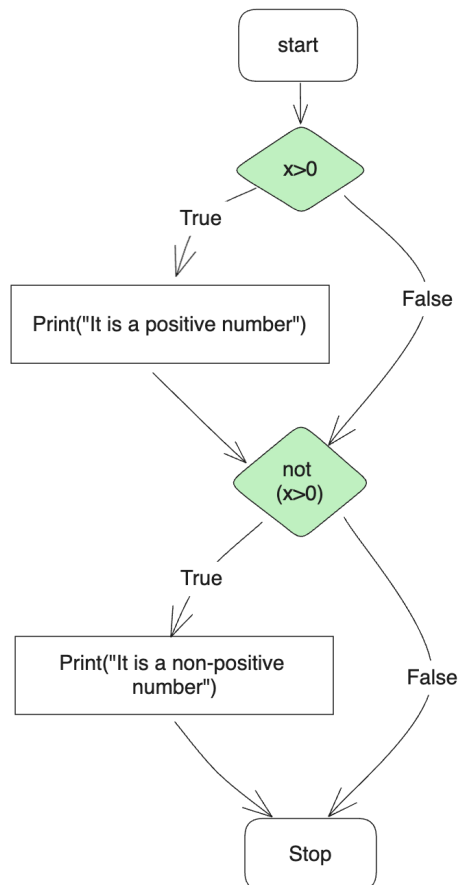 start
x>0
True
False
Print("It is a positive number")
not
(x>0)
True
False
Print("It is a non-positive
number")
Stop